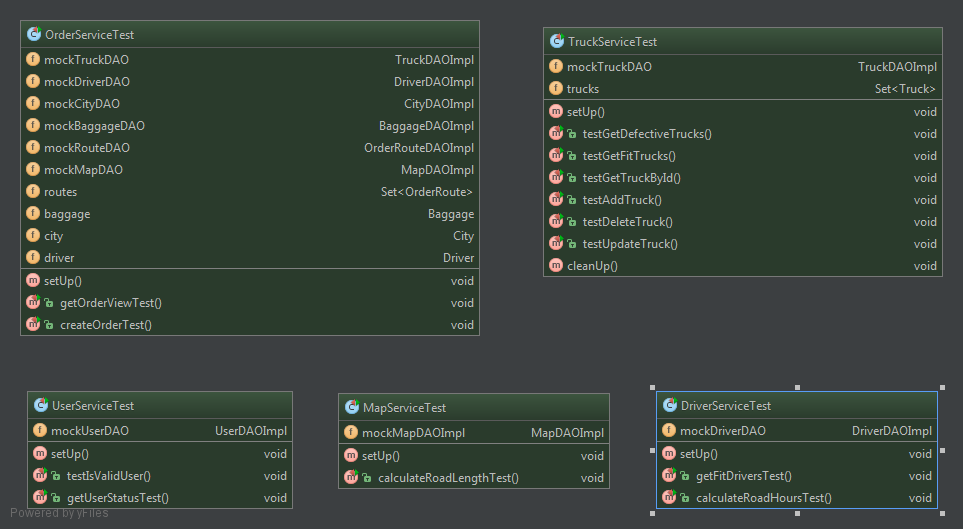 OrderServiceTest
mockTruckDAO TruckDAOImpl
mockDriverDAO DriverDAOImpl
mockCityDAO CityDAOImpl
mockBaggageDAO BaggageDAOImpl
mockRouteDAO OrderRouteDAOImpl
mockMapDAO MapDAOImpl
routes Set<OrderRoute>
baggage Baggage
city City
driver Driver
setUp() void
getOrderViewTest() void
createOrderTest() void
TruckServiceTest
mockTruckDAO TruckDAOImpl
trucks Set<Truck>
setUp() void
testGetDefectiveTrucks() void
testGetFitTrucks() void
testGetTruckById() void
testAddTruck() void
testDeleteTruck() void
testUpdateTruck() void
cleanUp() void
UserServiceTest
mockUserDAO UserDAOImpl
setUp() void
testIsValidUser() void
getUserStatusTest() void
MapServiceTest
mockMapDAOImpl MapDAOImpl
setUp() void
calculateRoadLengthTest() void
DriverServiceTest
mockDriverDAO DriverDAOImpl
setUp() void
getFitDriversTest() void
calculateRoadHoursTest() void
Powered by yFiles